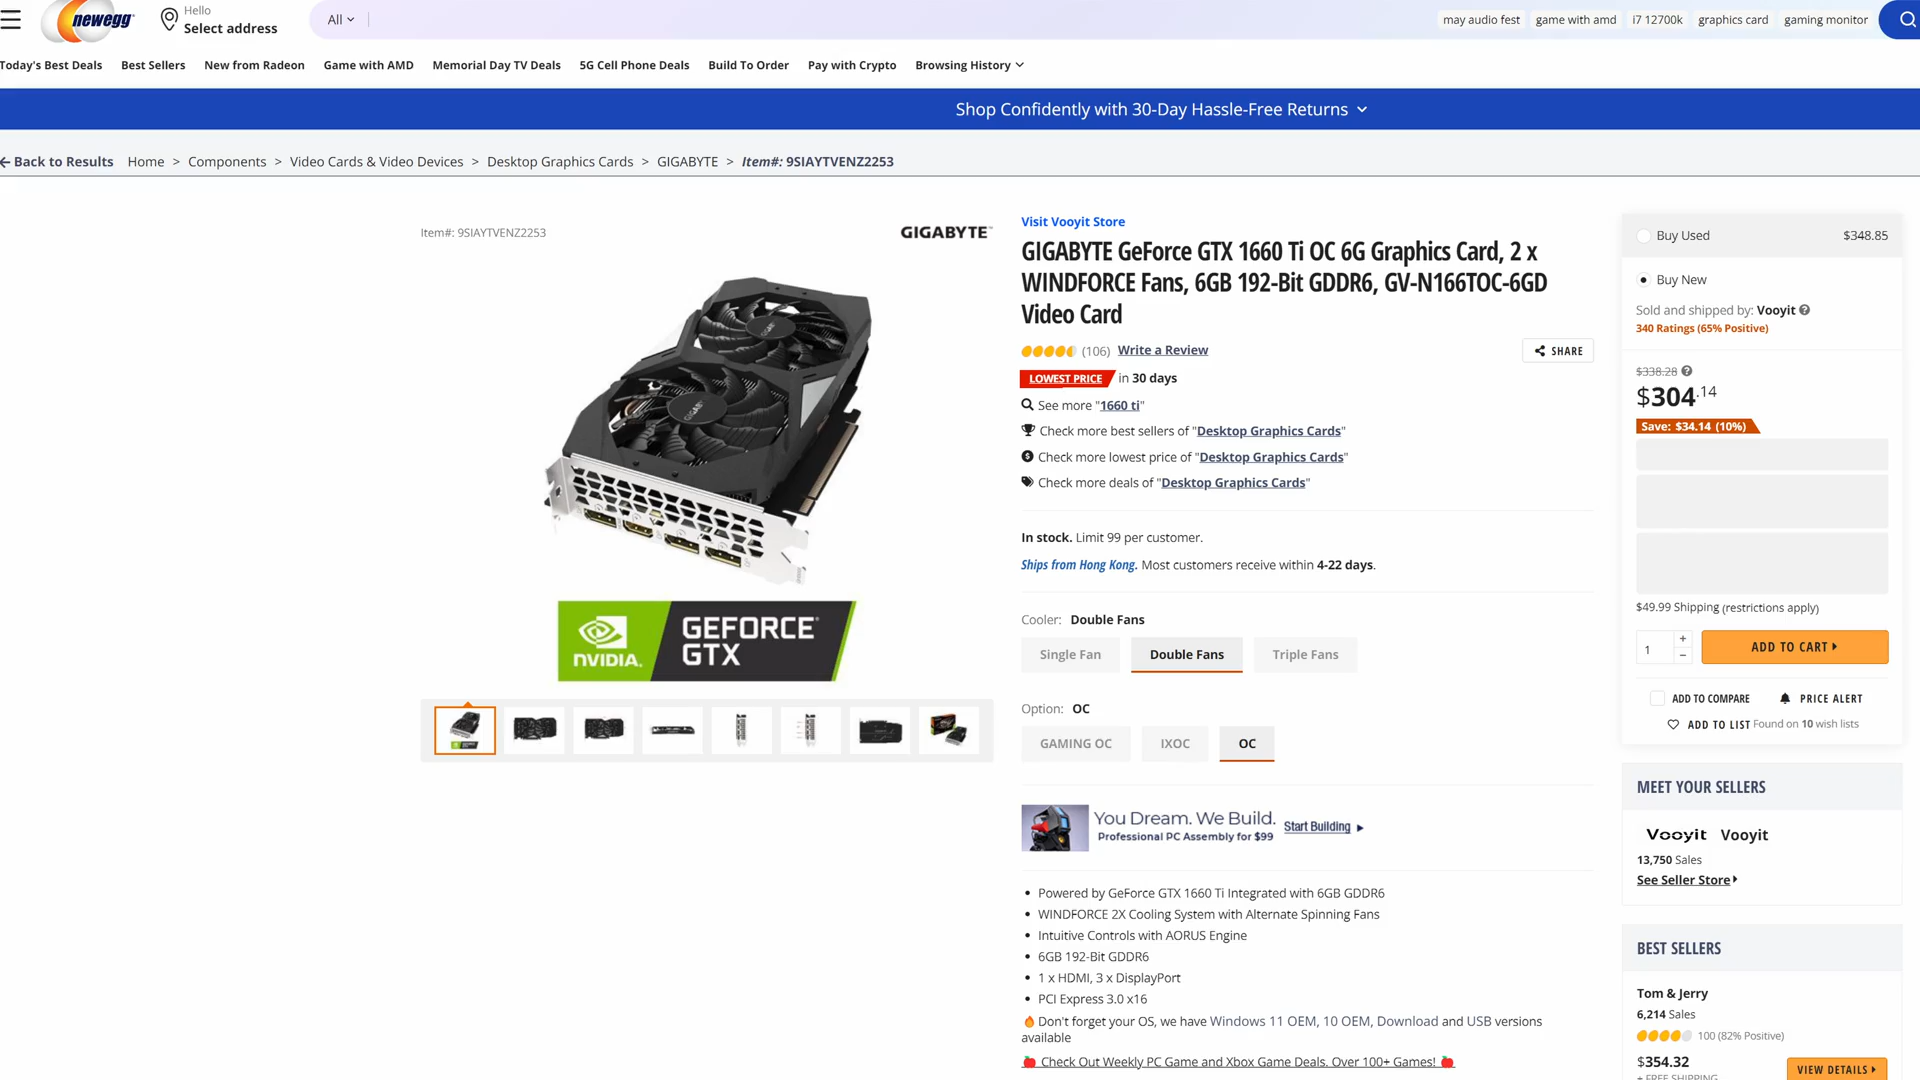 newegg
Hello
Select address
All
may audio fest
game with amd
i7 12700k
graphics card
gaming monitor
Today's Best Deals
Best Sellers
New from Radeon
Game with AMD
Memorial Day TV Deals
5G Cell Phone Deals
Build To Order
Pay with Crypto
Browsing History
Shop Confidently with 30-Day Hassle-Free Returns
Back to Results
Home > Components > Video Cards & Video Devices > Desktop Graphics Cards > GIGABYTE > Item#: 9SIAYTVENZ2253
Item#: 9SIAYTVENZ2253
GIGABYTE
GIGABYTE
NVIDIA.
GEFORCE
GTX
Visit Vooyit Store
GIGABYTE GeForce GTX 1660 Ti OC 6G Graphics Card, 2 x
WINDFORCE Fans, 6GB 192-Bit GDDR6, GV-N166TOC-6GD
Video Card
(106) Write a Review
SHARE
LOWEST PRICE in 30 days
See more "1660 ti"
Check more best sellers of "Desktop Graphics Cards"
Check more lowest price of "Desktop Graphics Cards"
Check more deals of "Desktop Graphics Cards"
In stock. Limit 99 per customer.
Ships from Hong Kong. Most customers receive within 4-22 days.
Cooler: Double Fans
Single Fan
Double Fans
Triple Fans
Option: OC
GAMING OC
IXOC
OC
You Dream. We Build.
Professional PC Assembly for $99
Start Building
• Powered by GeForce GTX 1660 Ti Integrated with 6GB GDDR6
• WINDFORCE 2X Cooling System with Alternate Spinning Fans
• Intuitive Controls with AORUS Engine
• 6GB 192-Bit GDDR6
• 1 x HDMI, 3 x DisplayPort
• PCI Express 3.0 x16
Don't forget your OS, we have Windows 11 OEM, 10 OEM, Download and USB versions
available
Check Out Weekly PC Game and Xbox Game Deals. Over 100+ Games!
Buy Used $348.85
Buy New
Sold and shipped by: Vooyit
340 Ratings (65% Positive)
$338.28
$304.14
Save: $34.14 (10%)
$49.99 Shipping (restrictions apply)
1
+
−
ADD TO CART
ADD TO COMPARE
PRICE ALERT
ADD TO LIST Found on 10 wish lists
MEET YOUR SELLERS
Vooyit Vooyit
13,750 Sales
See Seller Store
BEST SELLERS
Tom & Jerry
6,214 Sales
100 (82% Positive)
$354.32
+ FREE SHIPPING
VIEW DETAILS